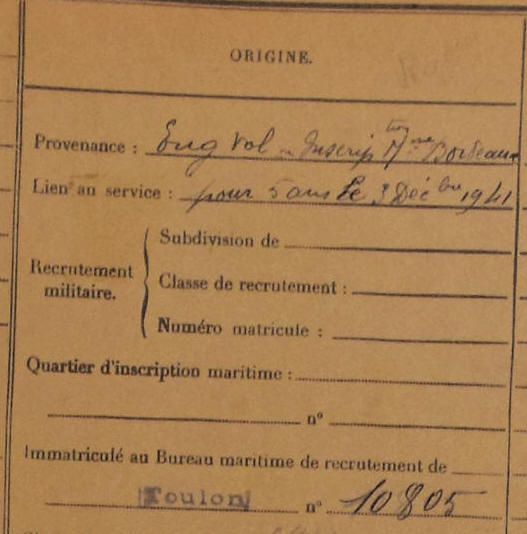 ORIGINE.
Provenance : Eng Vol - Inscrip tion Mme Bordeaux
Lien au service : pour 5 ans le 3 Déc bre 1941
Subdivision de
Recrutement militaire.
Classe de recrutement :
Numéro matricule :
Quartier d'inscription maritime :
n°
Immatriculé au Bureau maritime de recrutement de
Toulon n° 10805